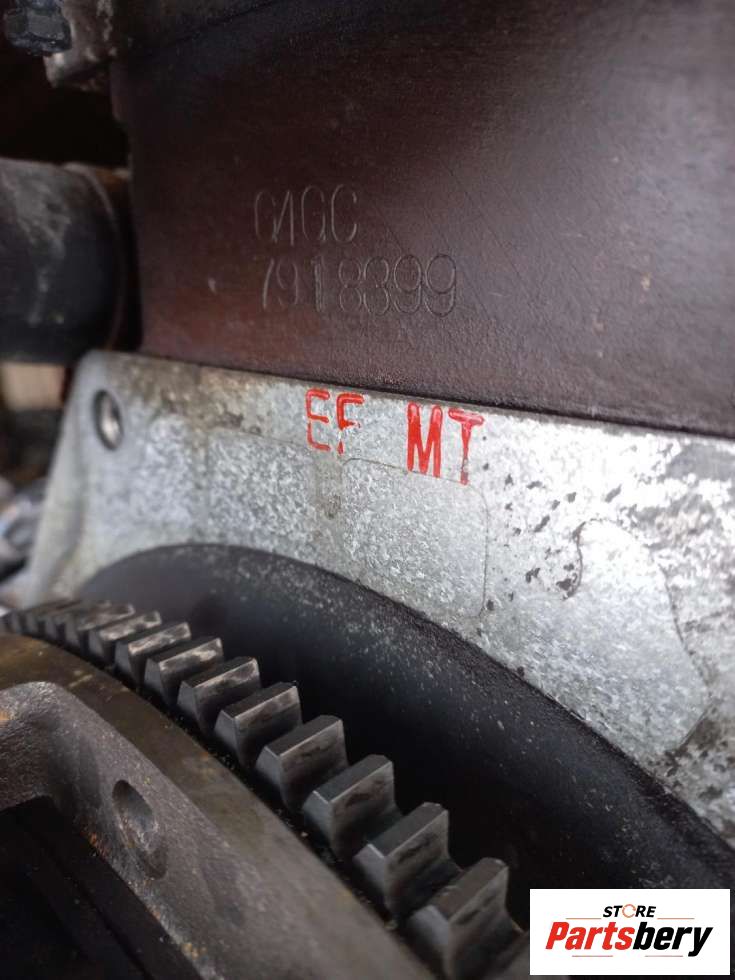 G4GC
7918399
EF MT
STORE
Partsbery